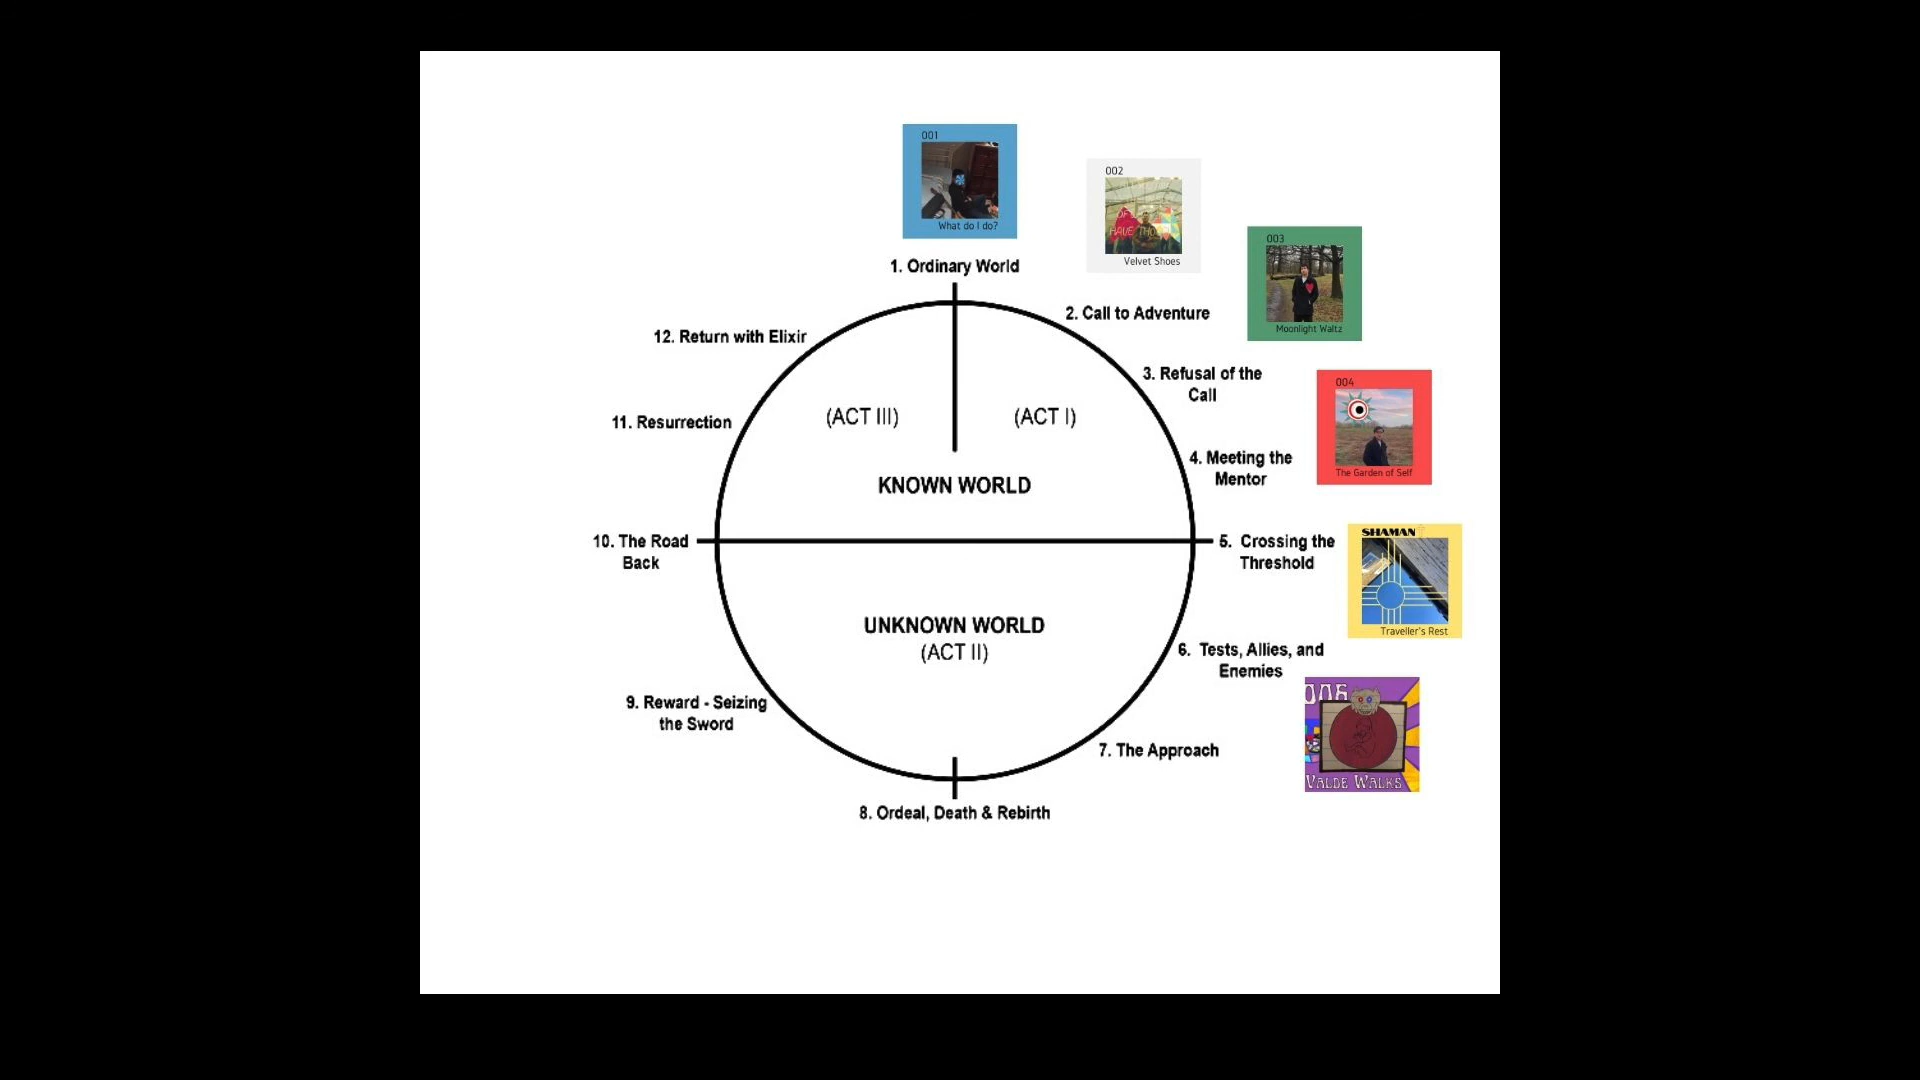 001
What do I do?
002
HAVE
Velvet Shoes
003
Moonlight Waltz
1. Ordinary World
2. Call to Adventure
12. Return with Elixir
3. Refusal of the
Call
004
The Garden of Self
(ACT III)
(ACT I)
11. Resurrection
4. Meeting the
Mentor
KNOWN WORLD
10. The Road
Back
5. Crossing the
Threshold
SHAMAN
Traveller's Rest
UNKNOWN WORLD
(ACT II)
6. Tests, Allies, and
Enemies
9. Reward - Seizing
the Sword
7. The Approach
006
VALDE WALKS
8. Ordeal, Death & Rebirth